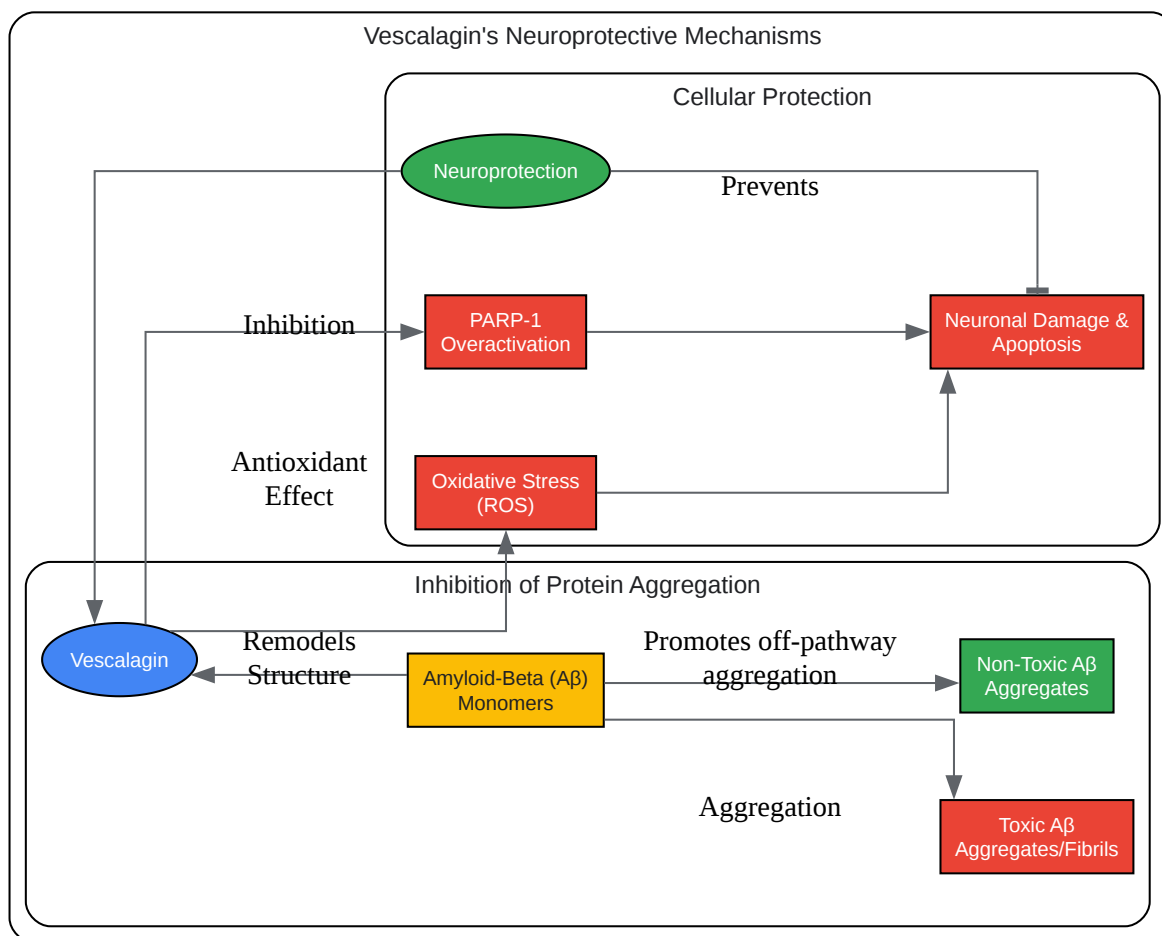 Vescalagin's Neuroprotective Mechanisms
Cellular Protection
Neuroprotection
Prevents
Inhibition
PARP-1
Overactivation
Neuronal Damage &
Apoptosis
Antioxidant
Effect
Oxidative Stress
(ROS)
Inhibition of Protein Aggregation
Vescalagin
Remodels
Structure
Amyloid-Beta (Aβ)
Monomers
Promotes off-pathway
aggregation
Non-Toxic Aβ
Aggregates
Aggregation
Toxic Aβ
Aggregates/Fibrils